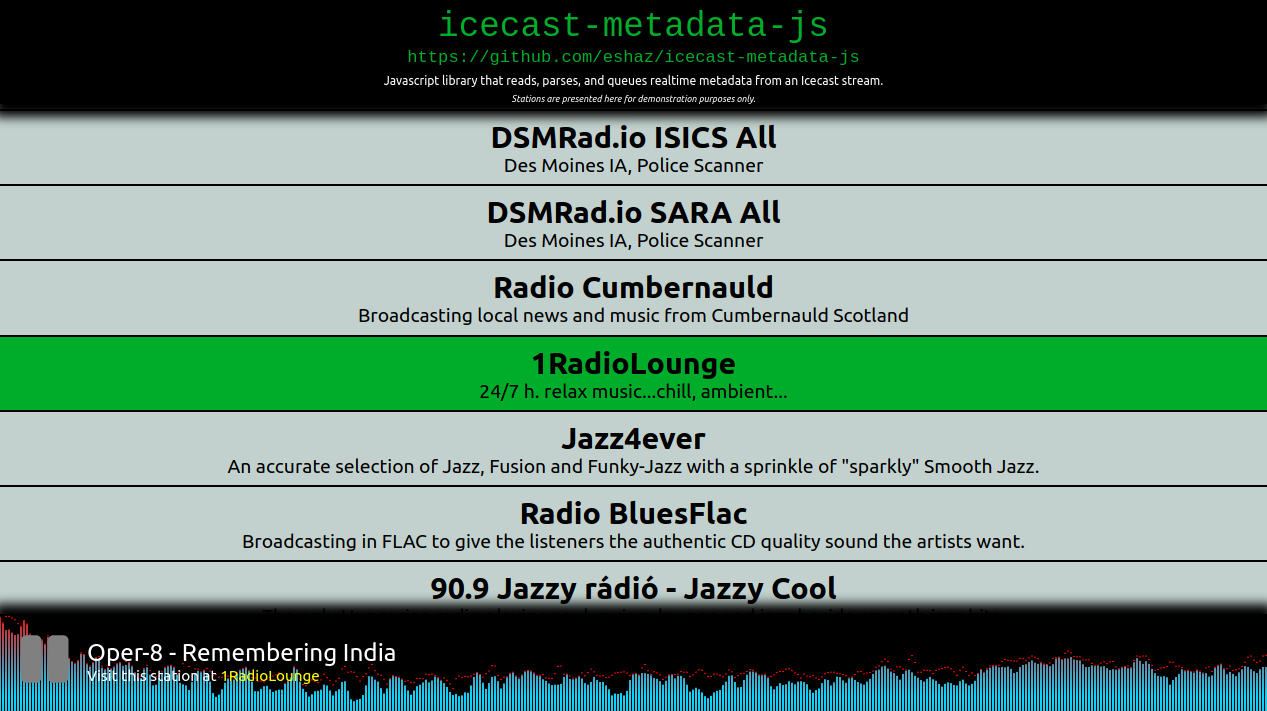 icecast-metadata-js
https://github.com/eshaz/icecast-metadata-js
Javascript library that reads, parses, and queues realtime metadata from an Icecast stream.
Stations are presented here for demonstration purposes only.
DSMRad.io ISICS All
Des Moines IA, Police Scanner
DSMRad.io SARA All
Des Moines IA, Police Scanner
Radio Cumbernauld
Broadcasting local news and music from Cumbernauld Scotland
1RadioLounge
24/7 h. relax music...chill, ambient...
Jazz4ever
An accurate selection of Jazz, Fusion and Funky-Jazz with a sprinkle of "sparkly" Smooth Jazz.
Radio BluesFlac
Broadcasting in FLAC to give the listeners the authentic CD quality sound the artists want.
90.9 Jazzy rádió - Jazzy Cool
Oper-8 - Remembering India
Visit this station at 1RadioLounge